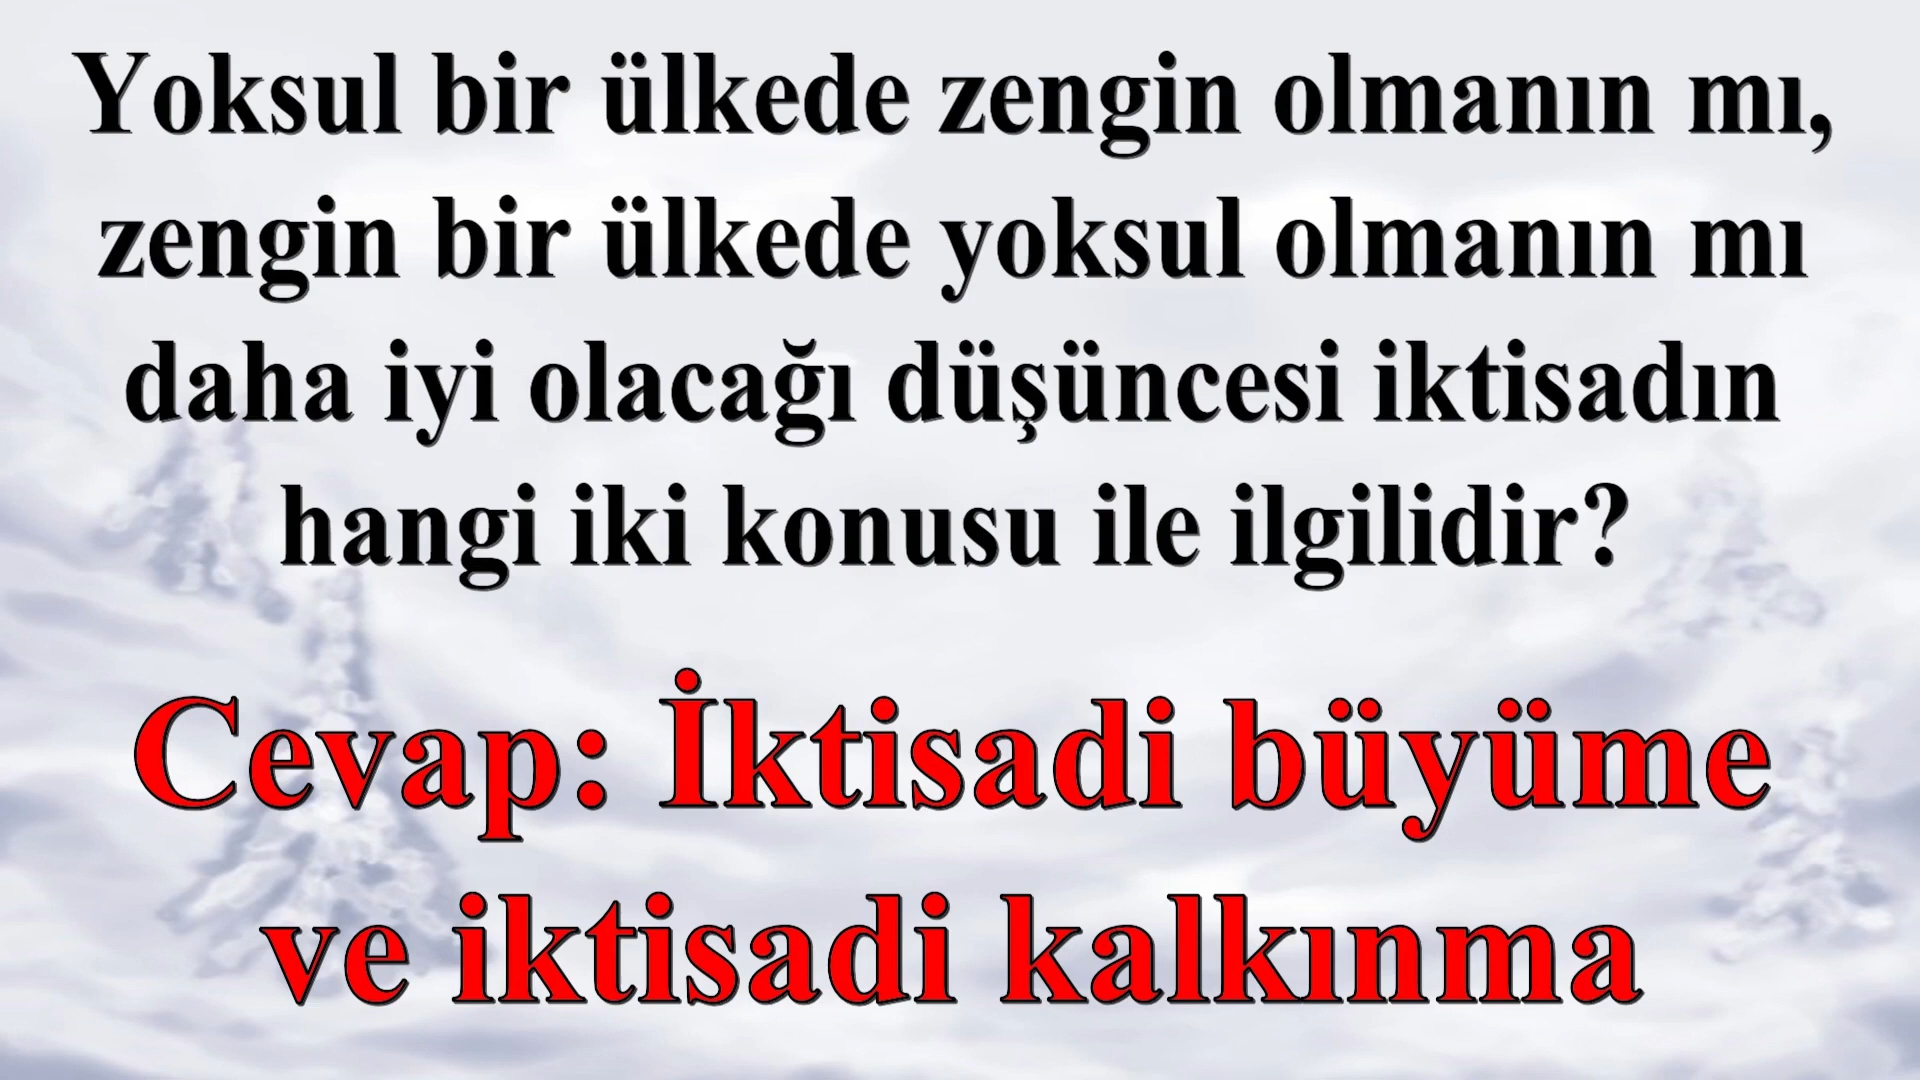 Yoksul bir ülkede zengin olmanın mı,
zengin bir ülkede yoksul olmanın mı
daha iyi olacağı düşüncesi iktisadın
hangi iki konusu ile ilgilidir?
Cevap: İktisadi büyüme
ve iktisadi kalkınma